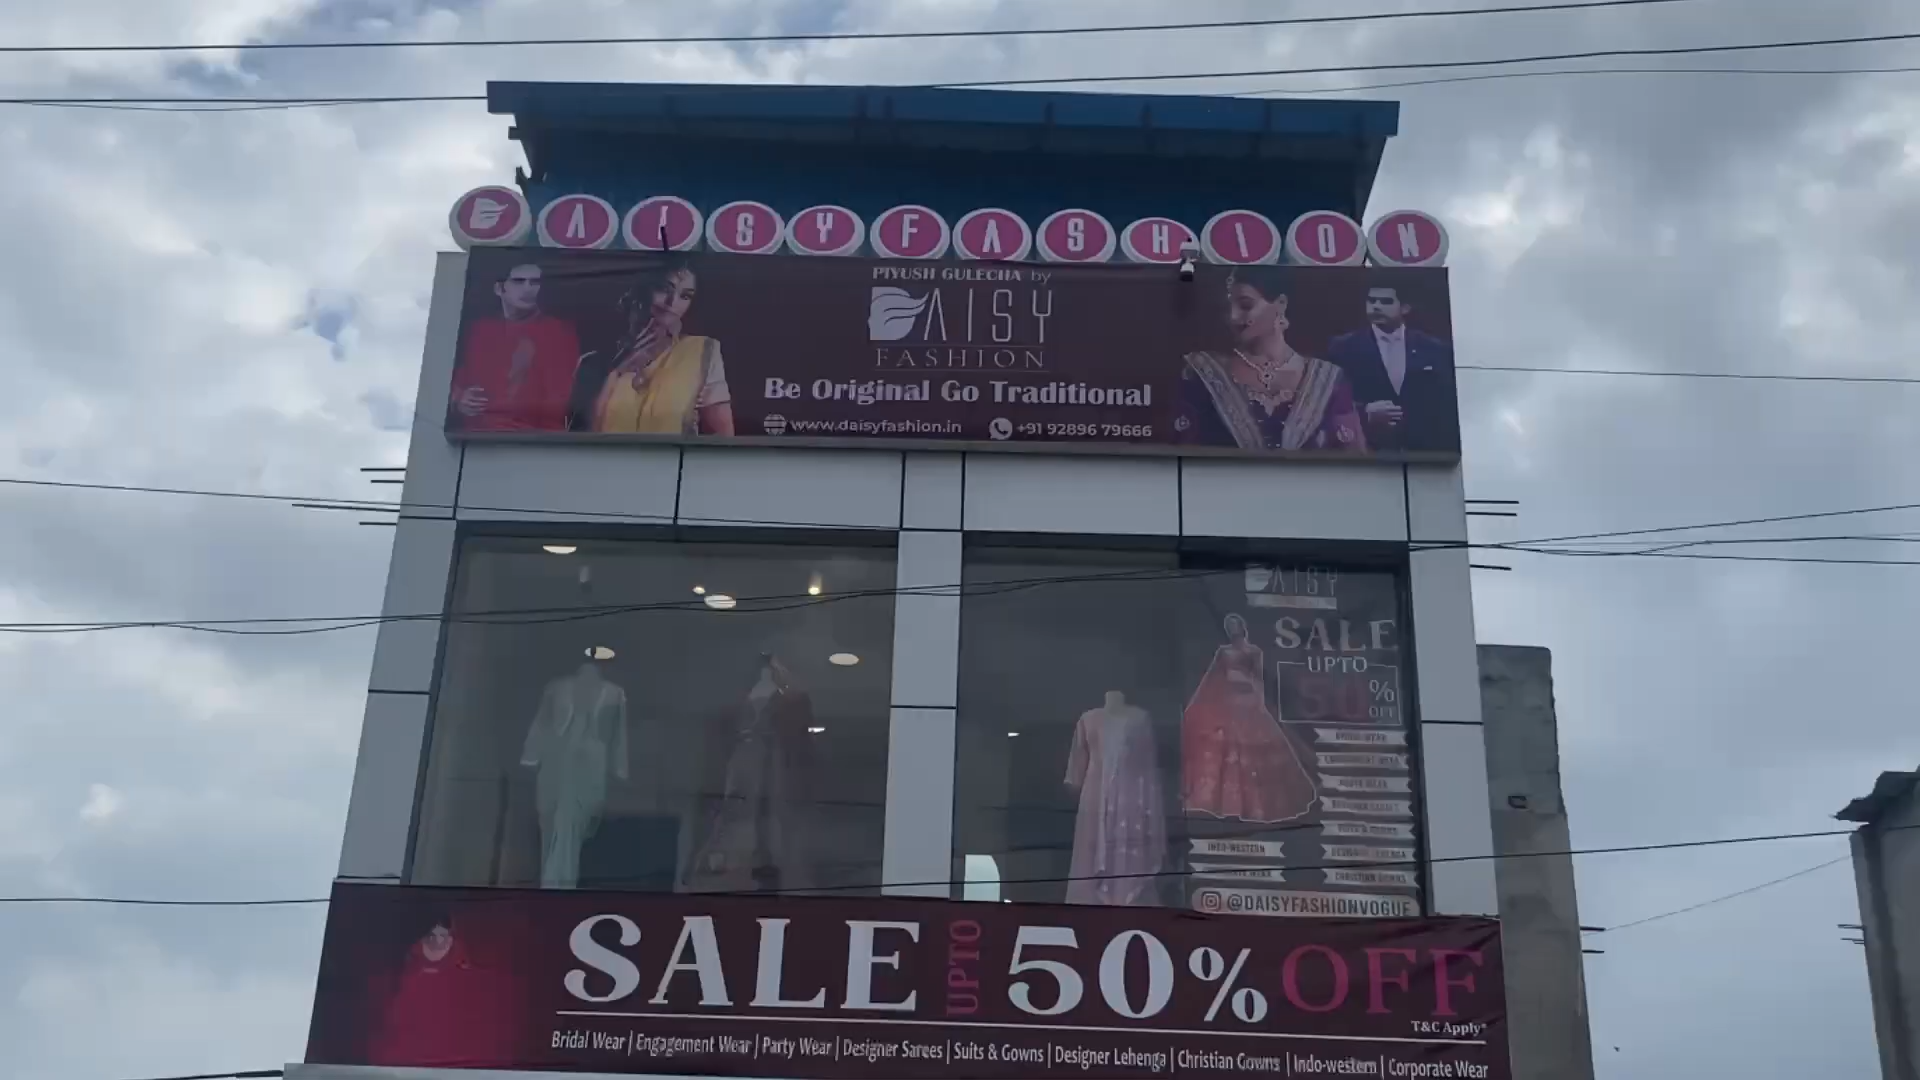 DAISYFASHION
PIYUSH GULECHA by
DAISY
FASHION
Be Original Go Traditional
www.daisyfashion.in +91 92896 79666
DAISY
SALE
UPTO
50%
OFF
INDO-WESTERN
CHRISTIAN GOWNS
@DAISYFASHIONVOGUE
SALE UPTO 50% OFF
T&C Apply*
Bridal Wear | Engagement Wear | Party Wear | Designer Sarees | Suits & Gowns | Designer Lehenga | Christian Gowns | Indo-western | Corporate Wear